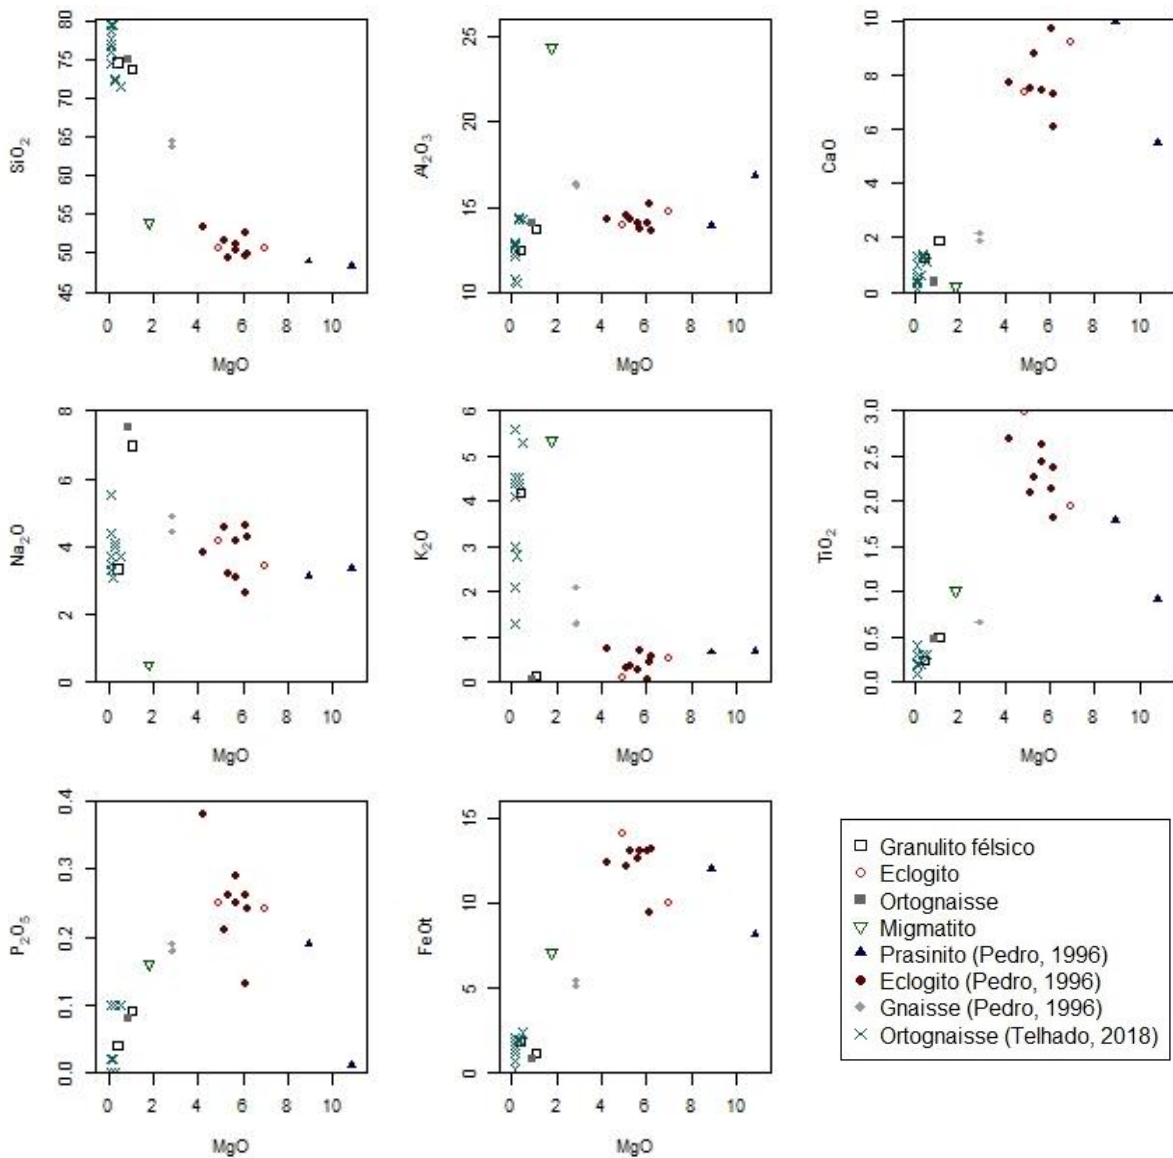 SiO2
45 50 55 60 65 70 75 80
0 2 4 6 8 10
MgO
Al2O3
10 15 20 25
0 2 4 6 8 10
MgO
CaO
0 2 4 6 8 10
0 2 4 6 8 10
MgO
Na2O
0 2 4 6 8
0 2 4 6 8 10
MgO
K2O
0 1 2 3 4 5 6
0 2 4 6 8 10
MgO
TiO2
0.0 0.5 1.0 1.5 2.0 2.5 3.0
0 2 4 6 8 10
MgO
P2O5
0.0 0.1 0.2 0.3 0.4
0 2 4 6 8 10
MgO
FeOt
0 5 10 15
0 2 4 6 8 10
MgO
Granulito félsico
Eclogito
Ortognaisse
Migmatito
Prasinito (Pedro, 1996)
Eclogito (Pedro, 1996)
Gnaisse (Pedro, 1996)
Ortognaisse (Telhado, 2018)